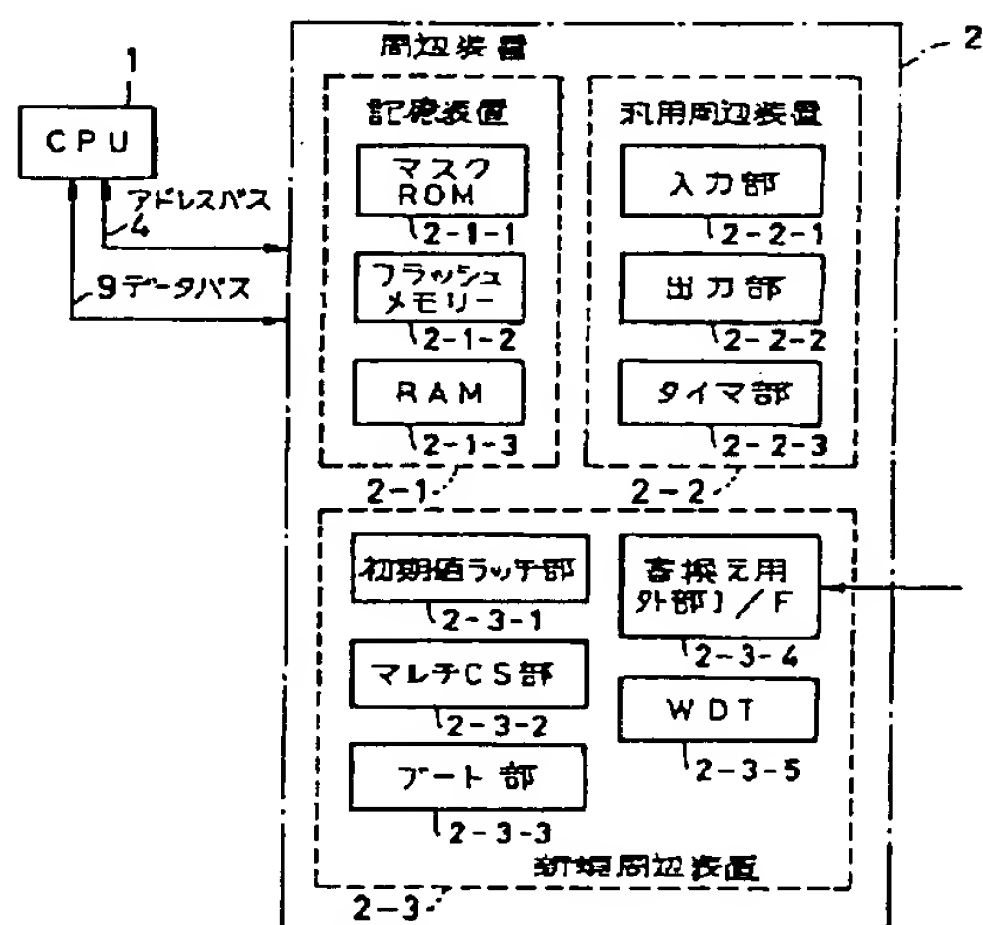 周辺装置
2
1
CPU
アドレスバス
4
9データバス
記憶装置
マスク
ROM
2-1-1
フラッシュ
メモリー
2-1-2
RAM
2-1-3
2-1
汎用周辺装置
入力部
2-2-1
出力部
2-2-2
タイマ部
2-2-3
2-2
初期値ラッチ部
2-3-1
マルチCS部
2-3-2
ブート部
2-3-3
書換え用
外部I/F
2-3-4
WDT
2-3-5
新規周辺装置
2-3